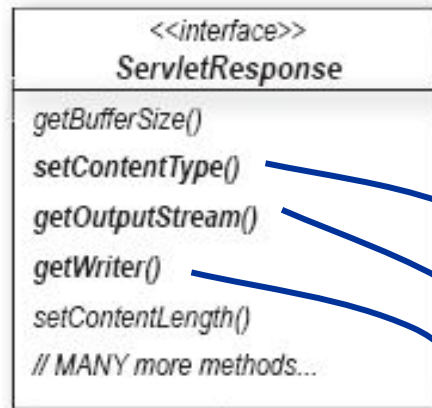 <<interface>>
ServletResponse
getBufferSize()
setContentType()
getOutputStream()
getWriter()
setContentLength()
// MANY more methods...